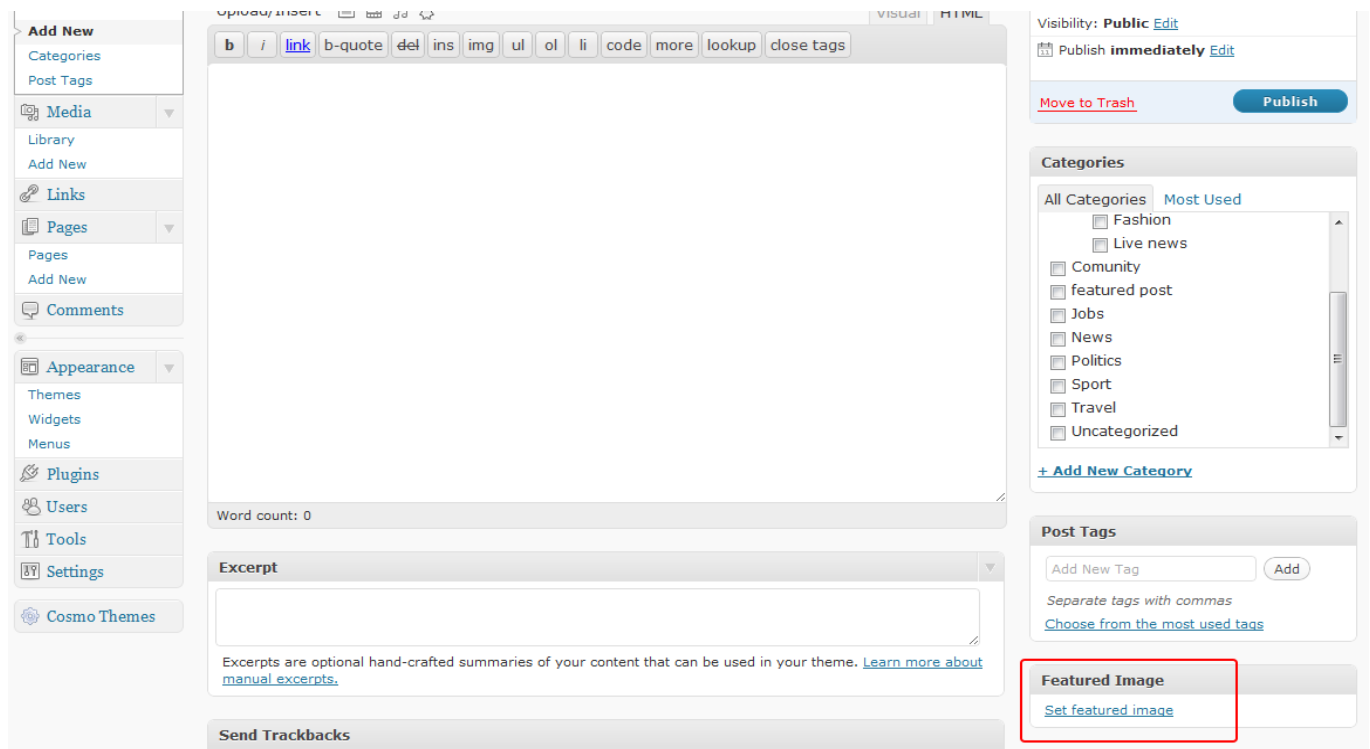 Add New
Categories
Post Tags
Media
Library
Add New
Links
Pages
Pages
Add New
Comments
Appearance
Themes
Widgets
Menus
Plugins
Users
Tools
Settings
Cosmo Themes
Upload/Insert
Visual HTML
b i link b-quote del ins img ul ol li code more lookup close tags
Word count: 0
Excerpt
Excerpts are optional hand-crafted summaries of your content that can be used in your theme. Learn more about
manual excerpts.
Send Trackbacks
Visibility: Public Edit
Publish immediately Edit
Move to Trash Publish
Categories
All Categories Most Used
Fashion
Live news
Comunity
featured post
Jobs
News
Politics
Sport
Travel
Uncategorized
+ Add New Category
Post Tags
Add New Tag Add
Separate tags with commas
Choose from the most used tags
Featured Image
Set featured image